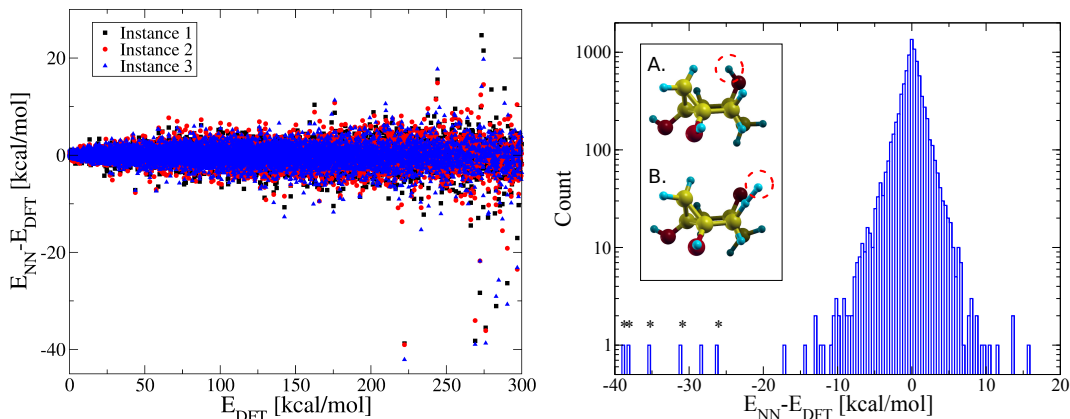 20
0
-20
-40
E_NN-E_DFT [kcal/mol]
Instance 1
Instance 2
Instance 3
0 50 100 150 200 250 300
E_DFT [kcal/mol]
1000
100
10
1
Count
A.
B.
** * * *
-40 -30 -20 -10 0 10 20
E_NN-E_DFT [kcal/mol]